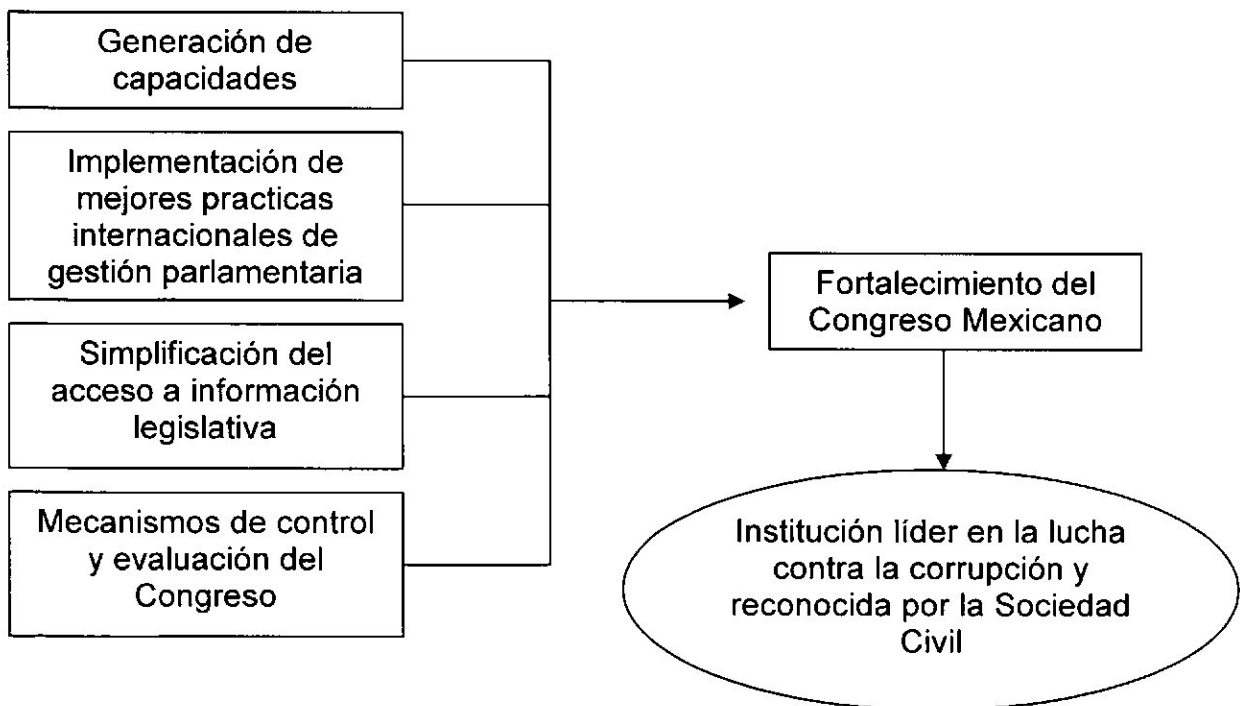 Generación de
capacidades
Implementación de
mejores practicas
internacionales de
gestión parlamentaria
Simplificación del
acceso a información
legislativa
Mecanismos de control
y evaluación del
Congreso
Fortalecimiento del
Congreso Mexicano
Institución líder en la lucha
contra la corrupción y
reconocida por la Sociedad
Civil